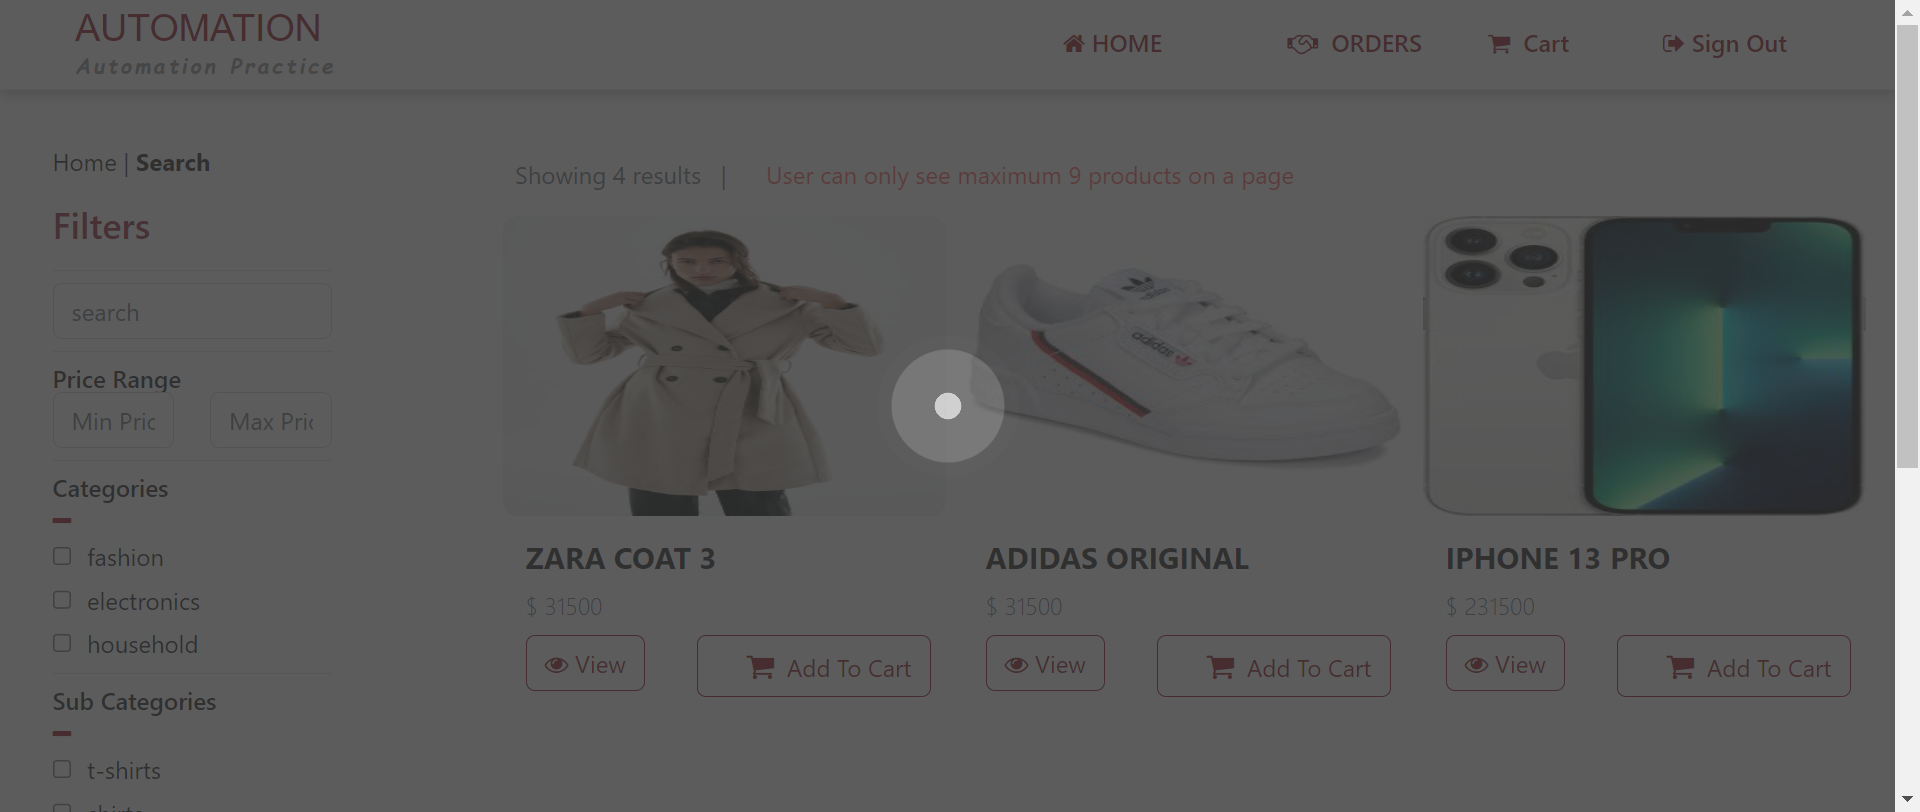 AUTOMATION
Automation Practice
HOME
ORDERS
Cart
Sign Out
Home | Search
Showing 4 results |
User can only see maximum 9 products on a page
Filters
search
Price Range
Min Pric
Max Pric
Categories
fashion
electronics
household
Sub Categories
t-shirts
shirts
adidas
adidas
ZARA COAT 3
$ 31500
View
Add To Cart
ADIDAS ORIGINAL
$ 31500
View
Add To Cart
IPHONE 13 PRO
$ 231500
View
Add To Cart